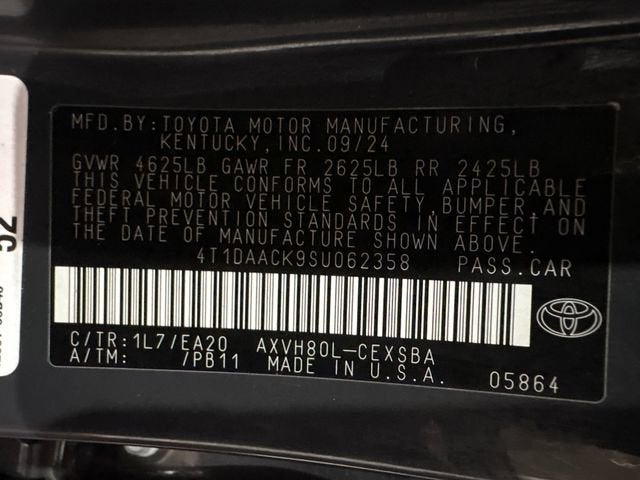 MFD.BY: TOYOTA MOTOR MANUFACTURING,
KENTUCKY, INC. 09/24
GVWR 4625LB GAWR FR 2625LB RR 2425LB
THIS VEHICLE CONFORMS TO ALL APPLICABLE
FEDERAL MOTOR VEHICLE SAFETY, BUMPER, AND
THEFT PREVENTION STANDARDS IN EFFECT ON
THE DATE OF MANUFACTURE SHOWN ABOVE.
4T1DAACK9SU062358 PASS.CAR
C/TR:1L7/EA20 AXVH80L-CEXSBA
A/TM: /PB11 MADE IN U.S.A. 05864
52